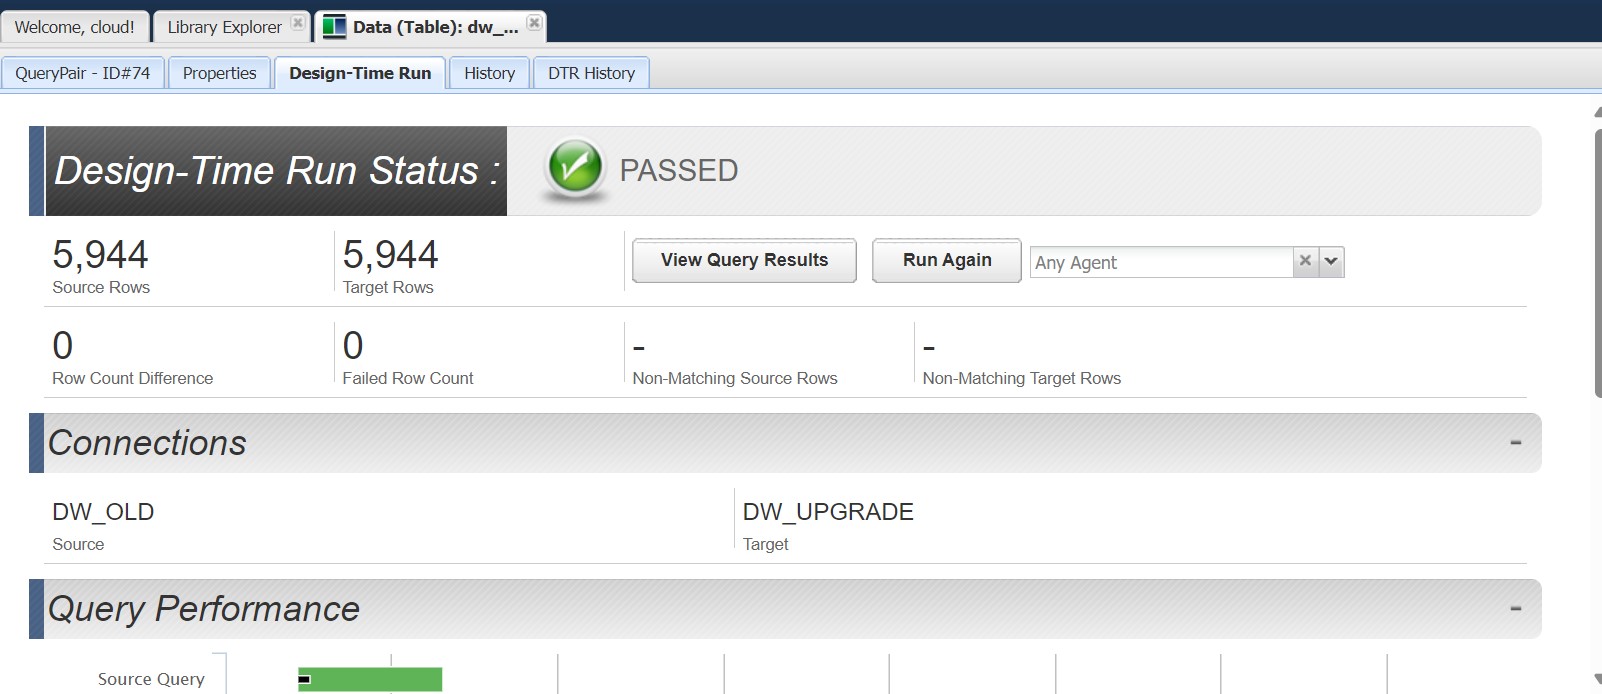 Welcome, cloud! Library Explorer Data (Table): dw_...
QueryPair - ID#74 Properties Design-Time Run History DTR History
Design-Time Run Status : PASSED
5,944 5,944 View Query Results Run Again Any Agent
Source Rows Target Rows
0 0 - -
Row Count Difference Failed Row Count Non-Matching Source Rows Non-Matching Target Rows
Connections -
DW_OLD DW_UPGRADE
Source Target
Query Performance -
Source Query